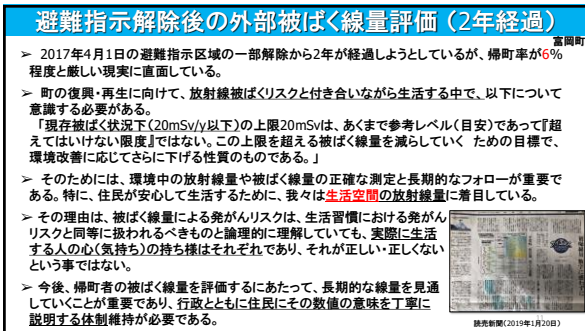 避難指示解除後の外部被ばく線量評価（2年経過）
富岡町
➢ 2017年4月1日の避難指示区域の一部解除から2年が経過しようとしているが、帰町率が6%
程度と厳しい現実に直面している。
➢ 町の復興・再生に向けて、放射線被ばくリスクと付き合いながら生活する中で、以下について
意識する必要がある。
「現存被ばく状況下（20mSv/y以下）の上限20mSvは、あくまで参考レベル（目安）であって『超
えてはいけない限度』ではない。この上限を超える被ばく線量を減らしていく ための目標で、
環境改善に応じてさらに下げる性質のものである。」
➢ そのためには、環境中の放射線量や被ばく線量の正確な測定と長期的なフォローが重要で
ある。特に、住民が安心して生活するために、我々は生活空間の放射線量に着目している。
➢ その理由は、被ばく線量による発がんリスクは、生活習慣における発がん
リスクと同等に扱われるべきものと論理的に理解していても、実際に生活
する人の心（気持ち）の持ち様はそれぞれであり、それが正しい・正しくない
という事ではない。
➢ 今後、帰町者の被ばく線量を評価するにあたって、長期的な線量を見通
していくことが重要であり、行政とともに住民にその数値の意味を丁寧に
説明する体制維持が必要である。
読売新聞（2019年1月20日）